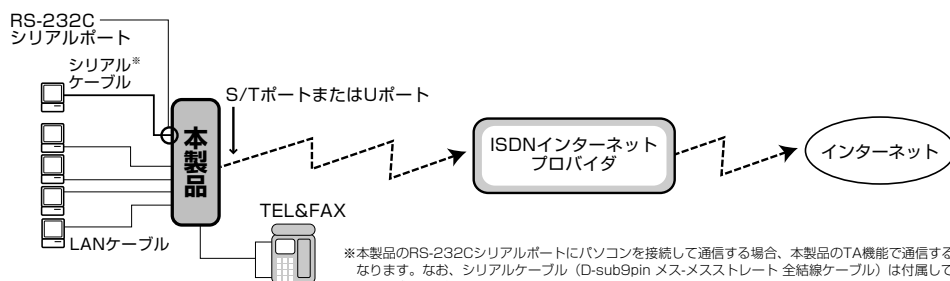 RS-232C
シリアルポート
シリアル※
ケーブル
S/TポートまたはUポート
本製品
ISDNインターネット
プロバイダ
インターネット
TEL&FAX
LANケーブル
※本製品のRS-232Cシリアルポートにパソコンを接続して通信する場合、本製品のTA機能で通信する
なります。なお、シリアルケーブル（D-sub9pin メス-メスストレート 全結線ケーブル）は付属して